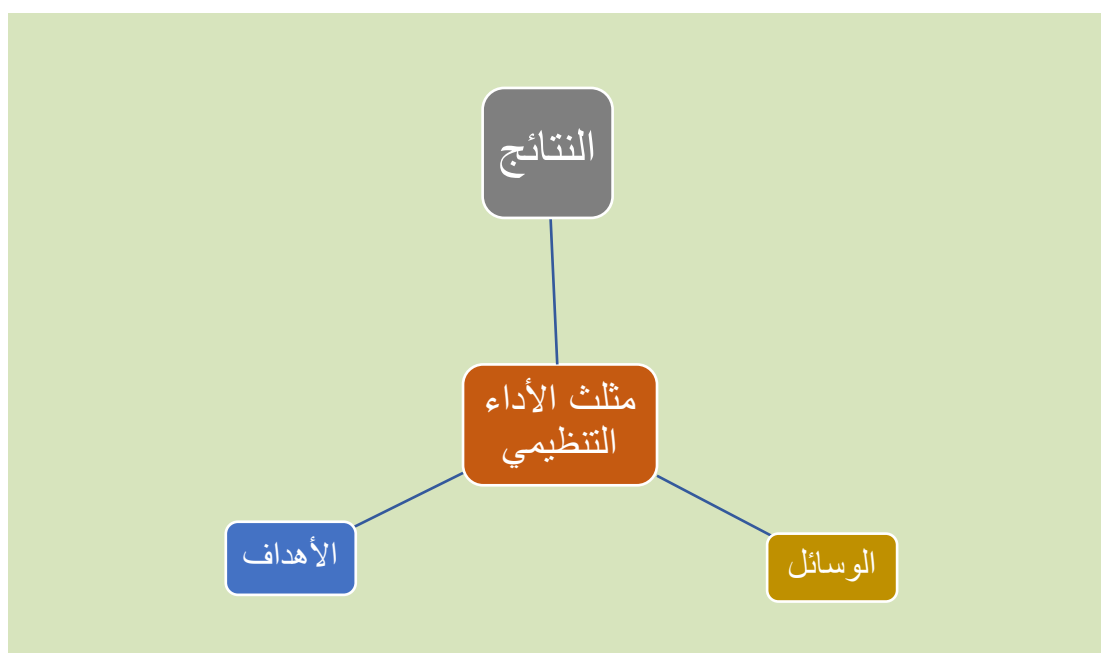 النتائج
مثلث الأداء
التنظيمي
الوسائل
الأهداف